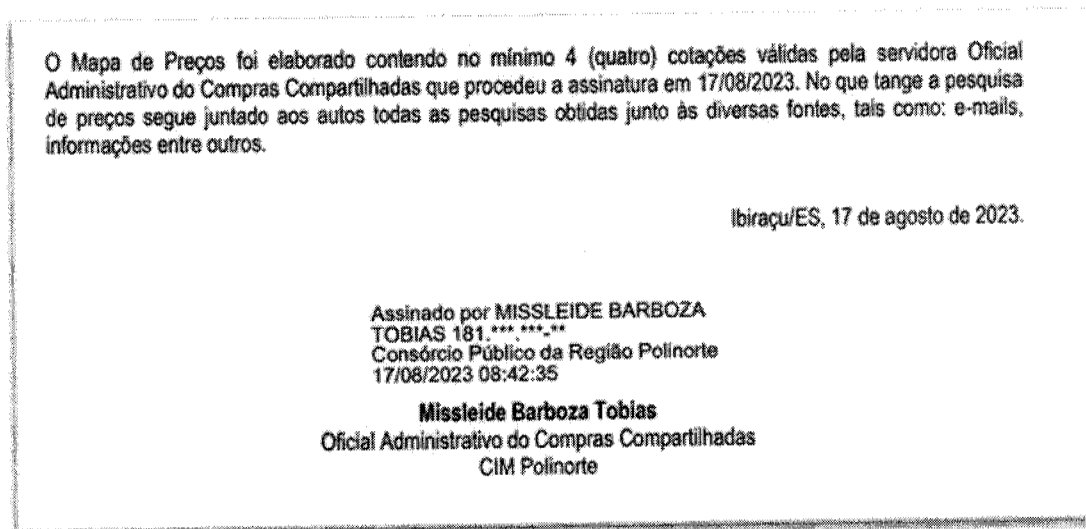 O Mapa de Preços foi elaborado contendo no mínimo 4 (quatro) cotações válidas pela servidora Oficial
Administrativo do Compras Compartilhadas que procedeu a assinatura em 17/08/2023. No que tange a pesquisa
de preços segue juntado aos autos todas as pesquisas obtidas junto às diversas fontes, tais como: e-mails,
informações entre outros.
Ibiraçu/ES, 17 de agosto de 2023.
Assinado por MISSLEIDE BARBOZA
TOBIAS 181.***.***-**
Consórcio Público da Região Polinorte
17/08/2023 08:42:35
Missleide Barboza Tobias
Oficial Administrativo do Compras Compartilhadas
CIM Polinorte